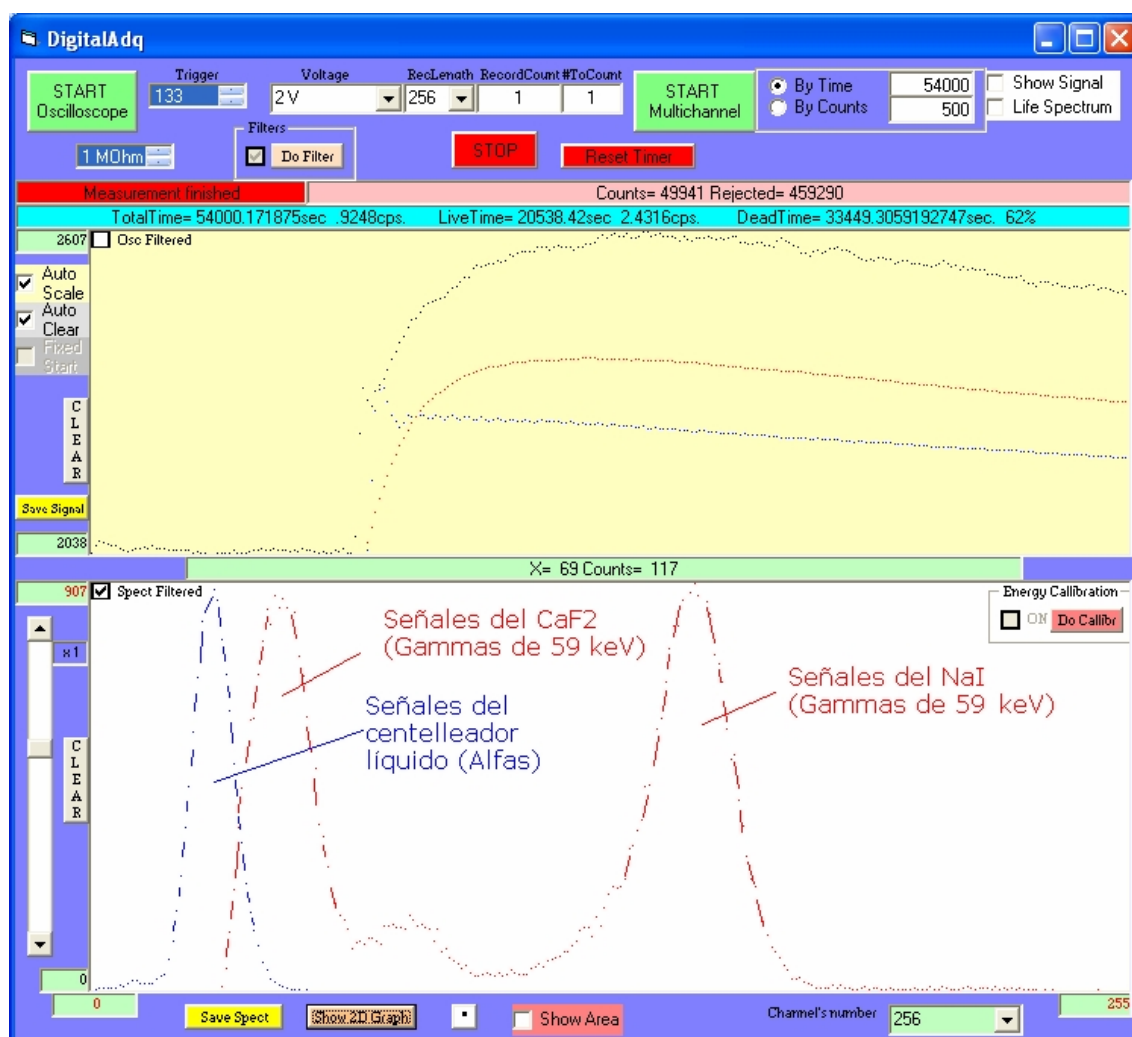 DigitalAdq
START
Oscilloscope
Trigger
133
Voltage
2 V
RecLenath RecordCount #ToCount
256 1 1
START
Multichannel
By Time 54000
By Counts 500
Show Signal
Life Spectrum
1 MOhm
Filters
Do Filter
STOP
Reset Timer
Measurement finished
Counts= 49941 Rejected= 459290
TotalTime= 54000.171875sec .9248cps. LiveTime= 20538.42sec 2.4316cps. DeadTime= 33449.3059192747sec. 62%
2607
Osc Filtered
Auto
Scale
Auto
Clear
Fixed
Start
C
L
E
A
R
Save Signal
2038
X= 69 Counts= 117
907
Spect Filtered
Energy Callibration
ON Do Callibr
x1
Señales del CaF2
(Gammas de 59 keV)
Señales del NaI
(Gammas de 59 keV)
Señales del
centelleador
líquido (Alfas)
C
L
E
A
R
0
0
255
Save Spect
Show 2D Graph
Show Area
Channel's number
256